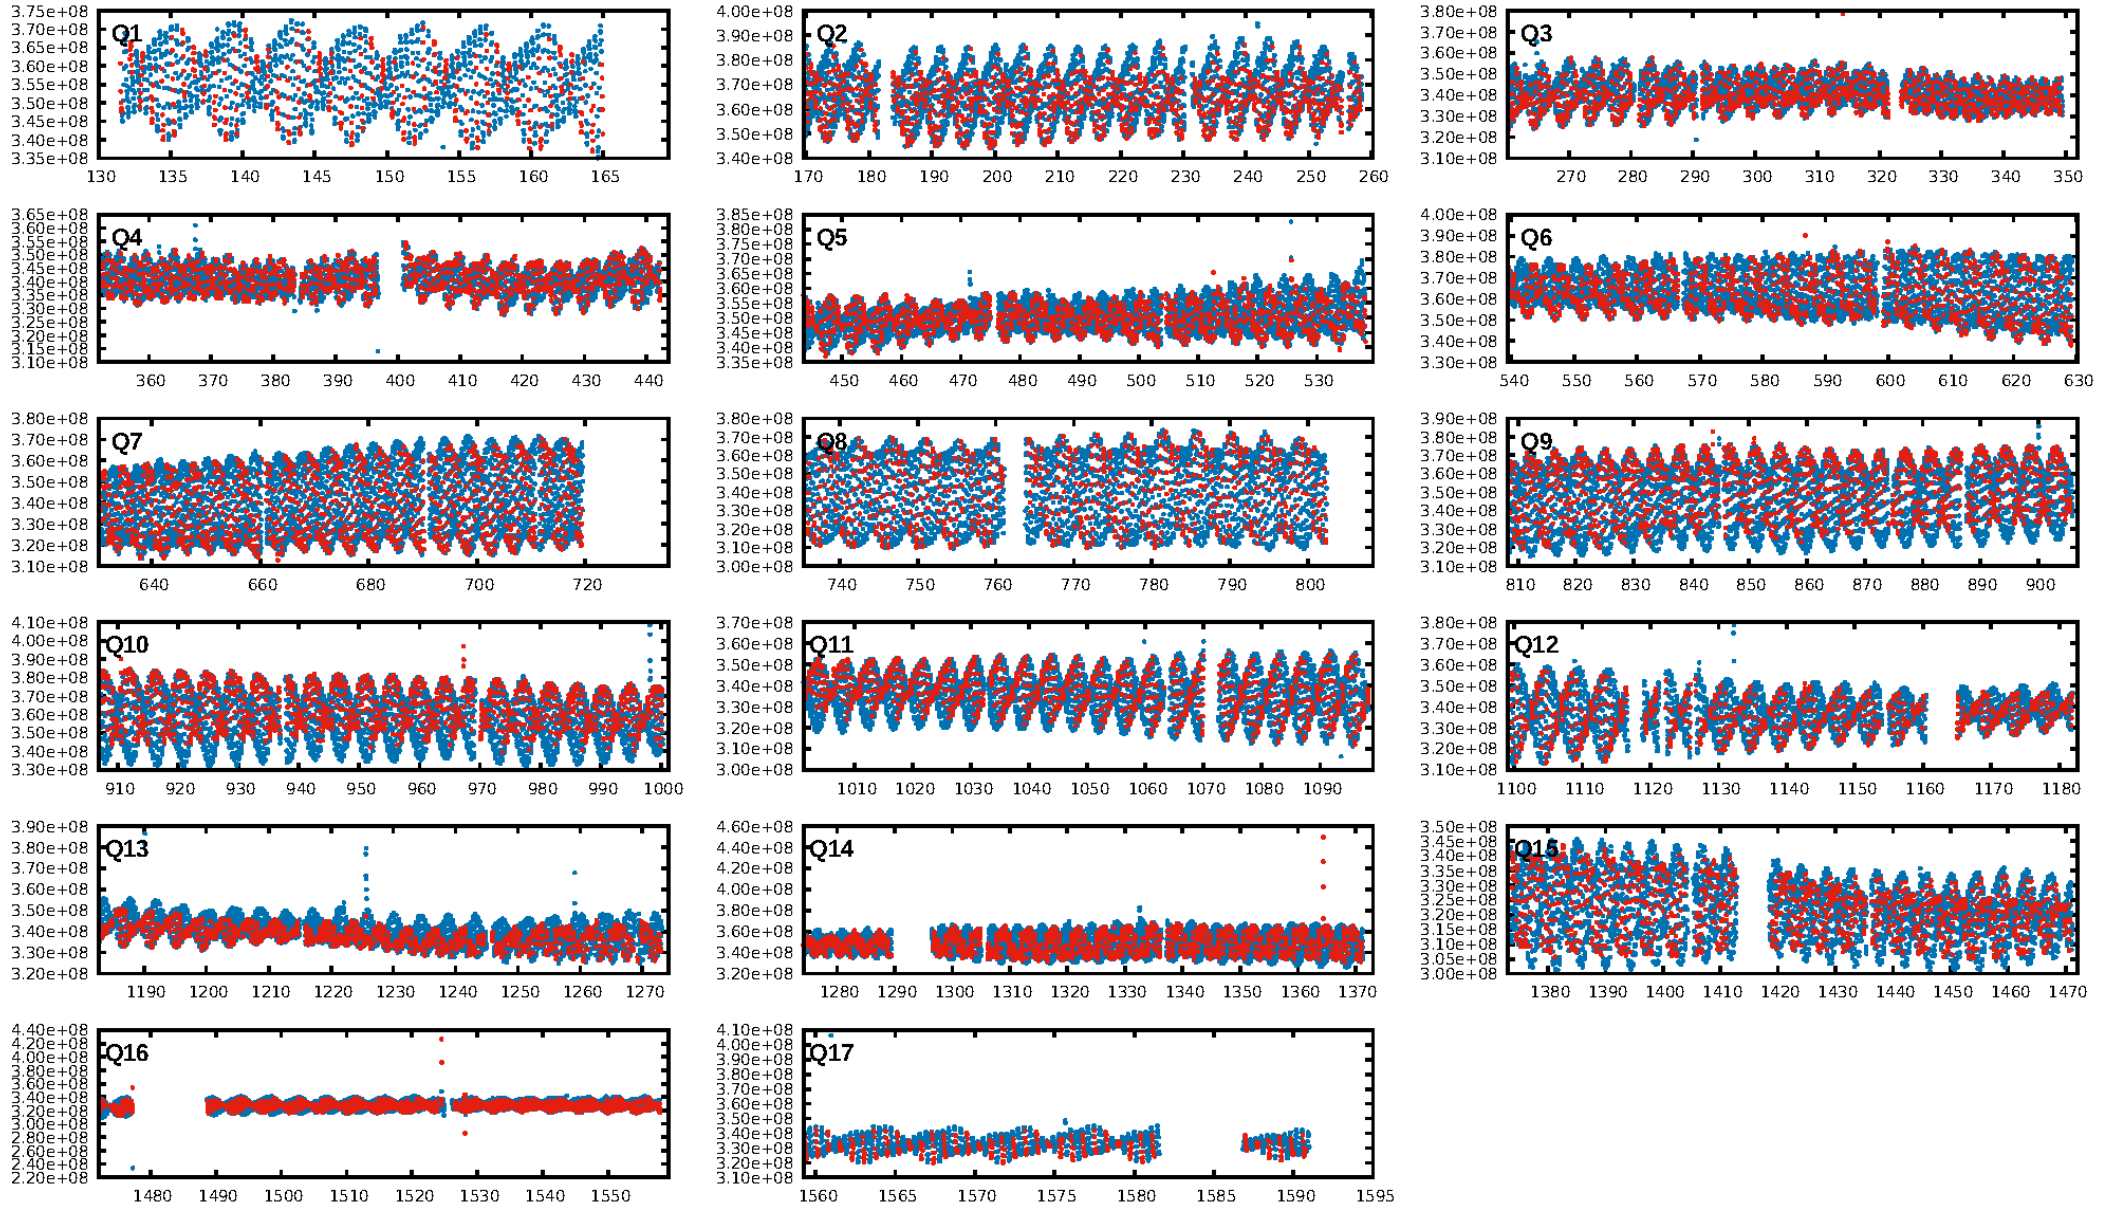 3.75e+08
3.70e+08
3.65e+08
3.60e+08
3.55e+08
3.50e+08
3.45e+08
3.40e+08
3.35e+08
Q1
130 135 140 145 150 155 160 165
4.00e+08
3.90e+08
3.80e+08
3.70e+08
3.60e+08
3.50e+08
3.40e+08
Q2
170 180 190 200 210 220 230 240 250 260
3.80e+08
3.70e+08
3.60e+08
3.50e+08
3.40e+08
3.30e+08
3.20e+08
3.10e+08
Q3
270 280 290 300 310 320 330 340 350
3.65e+08
3.60e+08
3.55e+08
3.50e+08
3.45e+08
3.40e+08
3.35e+08
3.30e+08
3.25e+08
3.20e+08
3.15e+08
3.10e+08
Q4
360 370 380 390 400 410 420 430 440
3.85e+08
3.80e+08
3.75e+08
3.70e+08
3.65e+08
3.60e+08
3.55e+08
3.50e+08
3.45e+08
3.40e+08
3.35e+08
Q5
450 460 470 480 490 500 510 520 530
4.00e+08
3.90e+08
3.80e+08
3.70e+08
3.60e+08
3.50e+08
3.40e+08
3.30e+08
Q6
540 550 560 570 580 590 600 610 620 630
3.80e+08
3.70e+08
3.60e+08
3.50e+08
3.40e+08
3.30e+08
3.20e+08
3.10e+08
Q7
640 660 680 700 720
3.80e+08
3.70e+08
3.60e+08
3.50e+08
3.40e+08
3.30e+08
3.20e+08
3.10e+08
3.00e+08
Q8
740 750 760 770 780 790 800
3.90e+08
3.80e+08
3.70e+08
3.60e+08
3.50e+08
3.40e+08
3.30e+08
3.20e+08
3.10e+08
Q9
810 820 830 840 850 860 870 880 890 900
4.10e+08
4.00e+08
3.90e+08
3.80e+08
3.70e+08
3.60e+08
3.50e+08
3.40e+08
3.30e+08
Q10
910 920 930 940 950 960 970 980 990 1000
3.70e+08
3.60e+08
3.50e+08
3.40e+08
3.30e+08
3.20e+08
3.10e+08
3.00e+08
Q11
1010 1020 1030 1040 1050 1060 1070 1080 1090
3.80e+08
3.70e+08
3.60e+08
3.50e+08
3.40e+08
3.30e+08
3.20e+08
3.10e+08
Q12
1100 1110 1120 1130 1140 1150 1160 1170 1180
3.90e+08
3.80e+08
3.70e+08
3.60e+08
3.50e+08
3.40e+08
3.30e+08
3.20e+08
Q13
1190 1200 1210 1220 1230 1240 1250 1260 1270
4.60e+08
4.40e+08
4.20e+08
4.00e+08
3.80e+08
3.60e+08
3.40e+08
3.20e+08
Q14
1280 1290 1300 1310 1320 1330 1340 1350 1360 1370
3.50e+08
3.45e+08
3.40e+08
3.35e+08
3.30e+08
3.25e+08
3.20e+08
3.15e+08
3.10e+08
3.05e+08
3.00e+08
Q15
1380 1390 1400 1410 1420 1430 1440 1450 1460 1470
4.40e+08
4.20e+08
4.00e+08
3.80e+08
3.60e+08
3.40e+08
3.20e+08
3.00e+08
2.80e+08
2.60e+08
2.40e+08
2.20e+08
Q16
1480 1490 1500 1510 1520 1530 1540 1550
4.10e+08
4.00e+08
3.90e+08
3.80e+08
3.70e+08
3.60e+08
3.50e+08
3.40e+08
3.30e+08
3.20e+08
3.10e+08
Q17
1560 1565 1570 1575 1580 1585 1590 1595